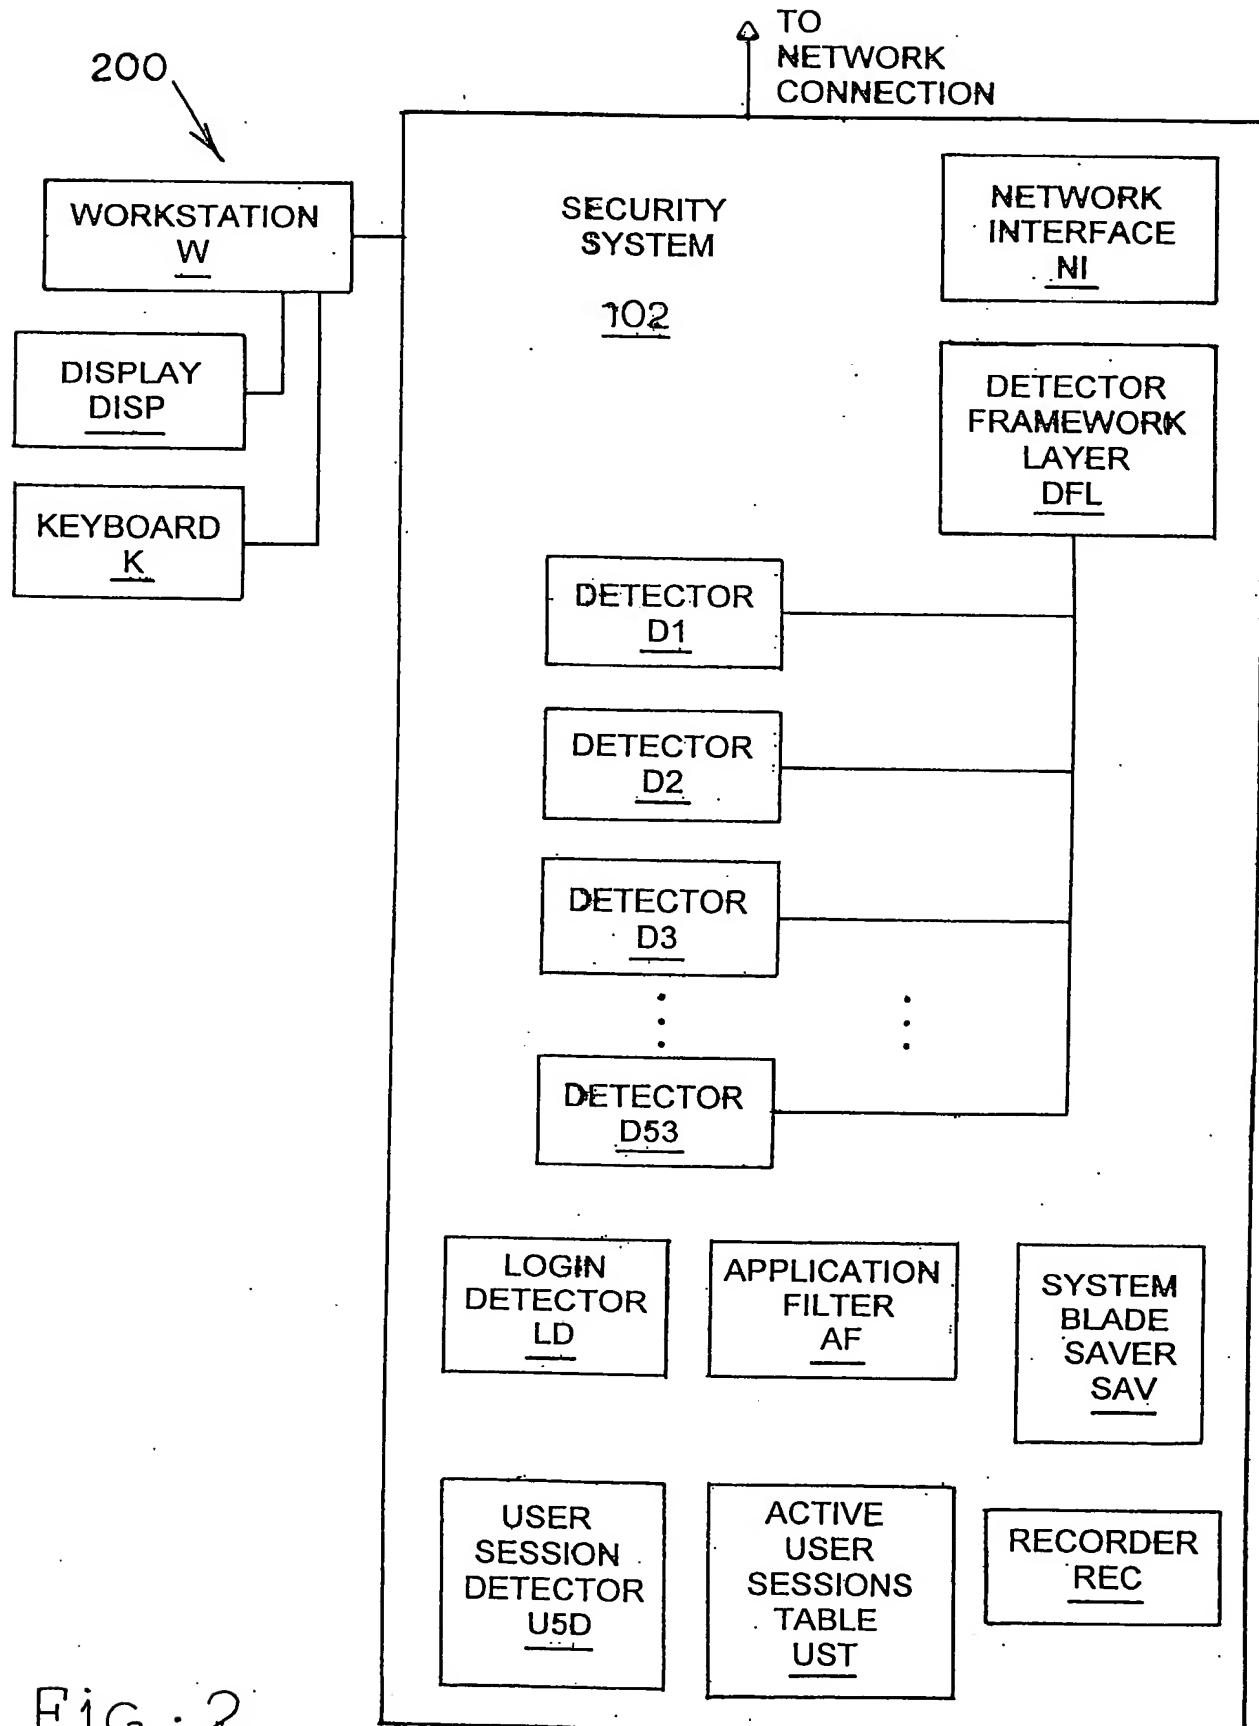 TO
NETWORK
CONNECTION
200
WORKSTATION
W
DISPLAY
DISP
KEYBOARD
K
SECURITY
SYSTEM
102
NETWORK
INTERFACE
NI
DETECTOR
FRAMEWORK
LAYER
DFL
DETECTOR
D1
DETECTOR
D2
DETECTOR
D3
DETECTOR
D53
LOGIN
DETECTOR
LD
APPLICATION
FILTER
AF
SYSTEM
BLADE
SAVER
SAV
USER
SESSION
DETECTOR
U5D
ACTIVE
USER
SESSIONS
TABLE
UST
RECORDER
REC
FIG. 2